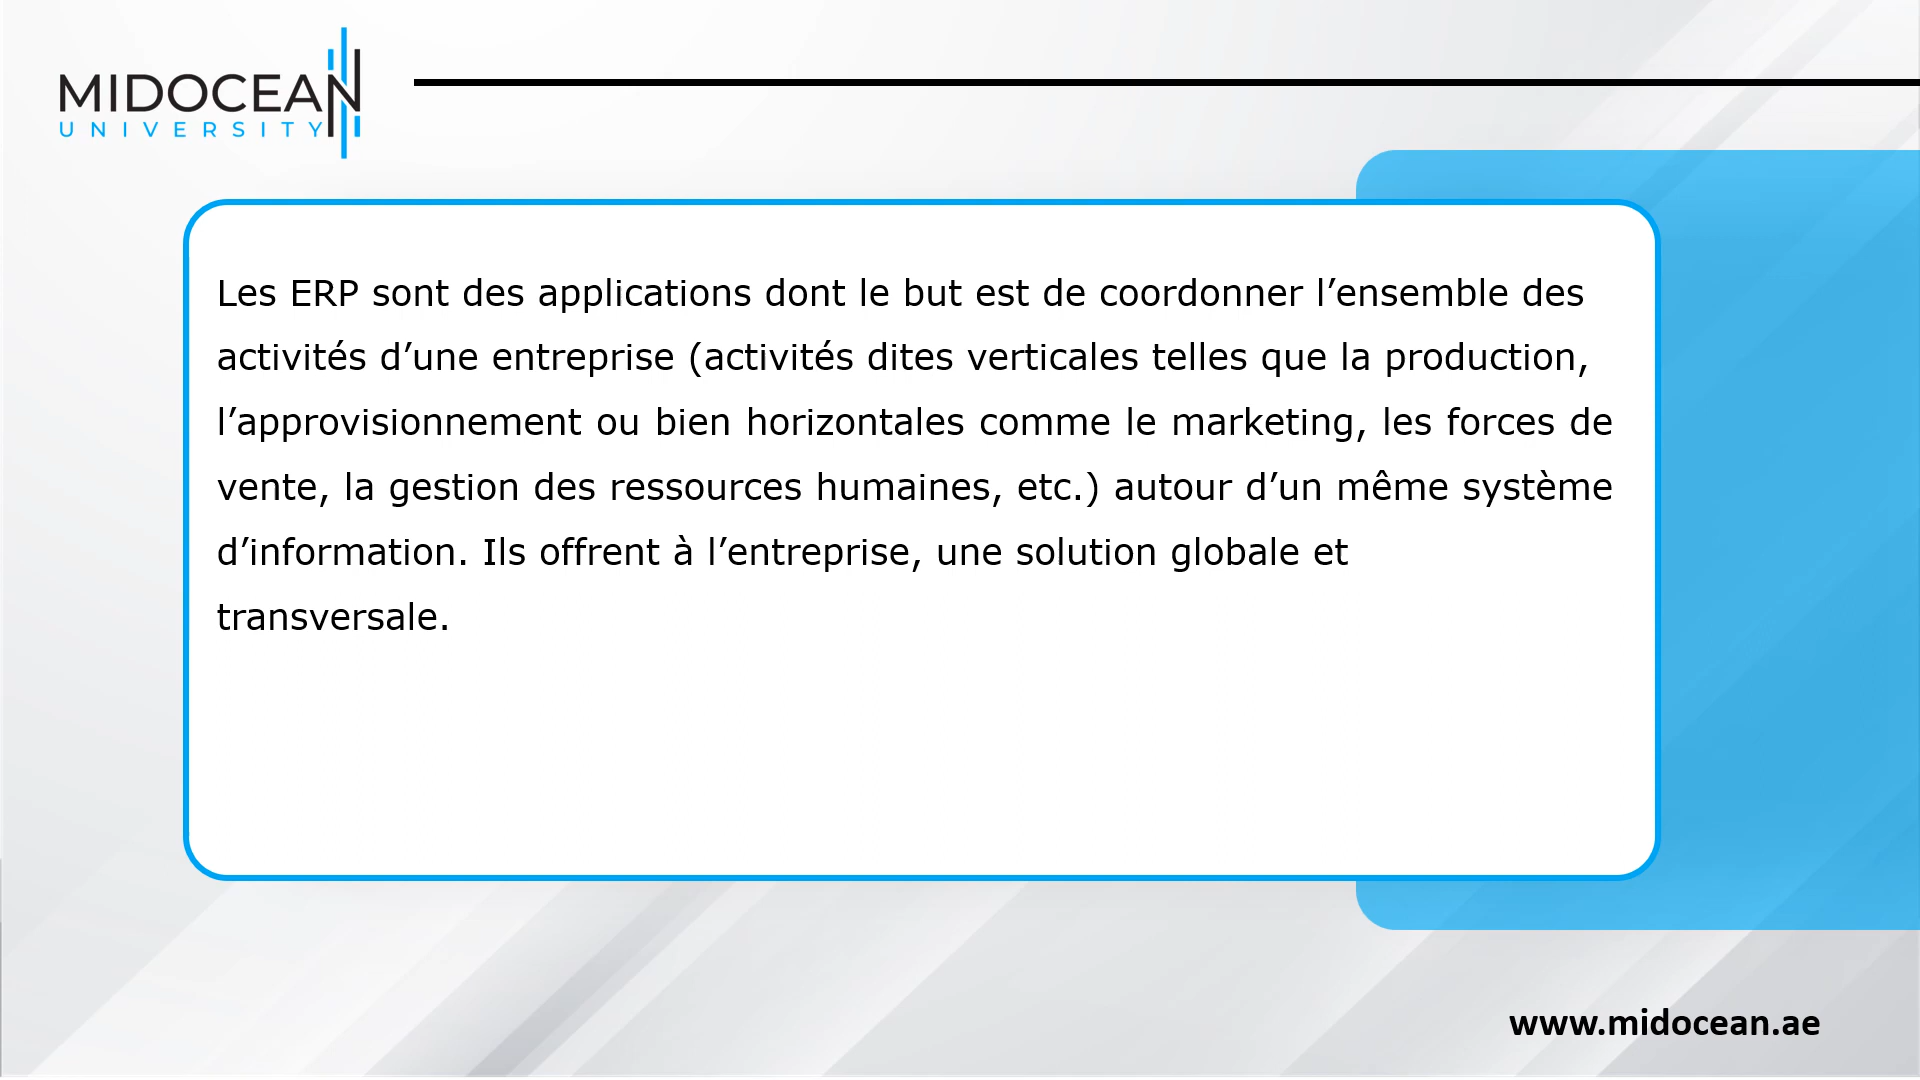 MIDOCEAN
UNIVERSITY
Les ERP sont des applications dont le but est de coordonner l’ensemble des
activités d’une entreprise (activités dites verticales telles que la production,
l’approvisionnement ou bien horizontales comme le marketing, les forces de
vente, la gestion des ressources humaines, etc.) autour d’un même système
d’information. Ils offrent à l’entreprise, une solution globale et
transversale.
www.midocean.ae